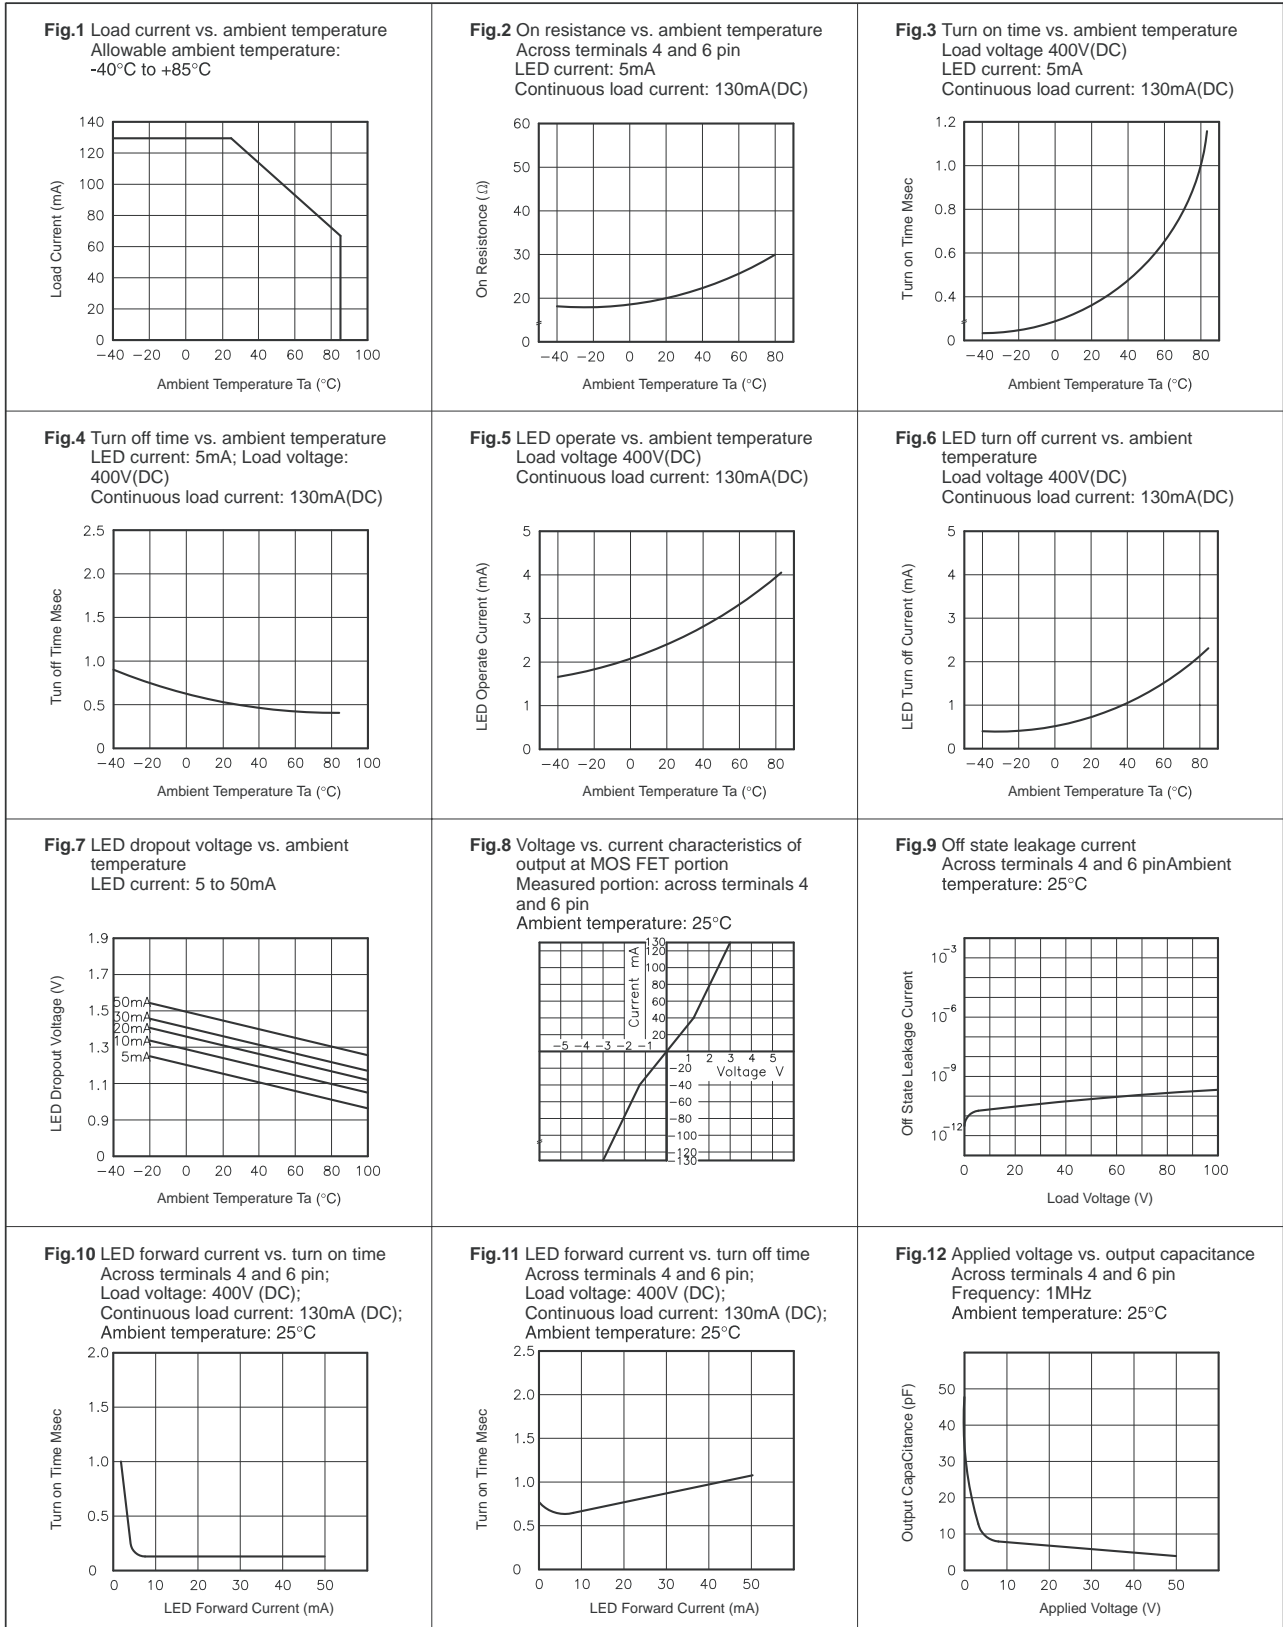 Fig.1 Load current vs. ambient temperature
Allowable ambient temperature:
-40°C to +85°C
140
120
100
80
60
40
20
0
Load Current (mA)
−40 −20 0 20 40 60 80 100
Ambient Temperature Ta (°C)
Fig.2 On resistance vs. ambient temperature
Across terminals 4 and 6 pin
LED current: 5mA
Continuous load current: 130mA(DC)
60
50
40
30
20
0
On Resistonce (Ω)
−40 −20 0 20 40 60 80
Ambient Temperature Ta (°C)
Fig.3 Turn on time vs. ambient temperature
Load voltage 400V(DC)
LED current: 5mA
Continuous load current: 130mA(DC)
1.2
1.0
0.8
0.6
0.4
0
Turn on Time Msec
−40 −20 0 20 40 60 80
Ambient Temperature Ta (°C)
Fig.4 Turn off time vs. ambient temperature
LED current: 5mA; Load voltage:
400V(DC)
Continuous load current: 130mA(DC)
2.5
2.0
1.5
1.0
0.5
0
Tun off Time Msec
−40 −20 0 20 40 60 80 100
Ambient Temperature Ta (°C)
Fig.5 LED operate vs. ambient temperature
Load voltage 400V(DC)
Continuous load current: 130mA(DC)
5
4
3
2
1
0
LED Operate Current (mA)
−40 −20 0 20 40 60 80
Ambient Temperature Ta (°C)
Fig.6 LED turn off current vs. ambient
temperature
Load voltage 400V(DC)
Continuous load current: 130mA(DC)
5
4
3
2
1
0
LED Turn off Current (mA)
−40 −20 0 20 40 60 80
Ambient Temperature Ta (°C)
Fig.7 LED dropout voltage vs. ambient
temperature
LED current: 5 to 50mA
1.9
1.7
1.5
1.3
1.1
0.9
0
LED Dropout Voltage (V)
50mA
30mA
20mA
10mA
5mA
−40 −20 0 20 40 60 80 100
Ambient Temperature Ta (°C)
Fig.8 Voltage vs. current characteristics of
output at MOS FET portion
Measured portion: across terminals 4
and 6 pin
Ambient temperature: 25°C
130
120
100
80
60
40
20
Current mA
−5 −4 −3 −2 −1
1 2 3 4 5
Voltage V
−20
−40
−60
−80
−100
−120
−130
Fig.9 Off state leakage current
Across terminals 4 and 6 pinAmbient
temperature: 25°C
10−3
10−6
10−9
10−12
Off State Leakage Current
0 20 40 60 80 100
Load Voltage (V)
Fig.10 LED forward current vs. turn on time
Across terminals 4 and 6 pin;
Load voltage: 400V (DC);
Continuous load current: 130mA (DC);
Ambient temperature: 25°C
2.0
1.5
1.0
0.5
0
Turn on Time Msec
0 10 20 30 40 50
LED Forward Current (mA)
Fig.11 LED forward current vs. turn off time
Across terminals 4 and 6 pin;
Load voltage: 400V (DC);
Continuous load current: 130mA (DC);
Ambient temperature: 25°C
2.5
2.0
1.5
1.0
0.5
0
Turn on Time Msec
0 10 20 30 40 50
LED Forward Current (mA)
Fig.12 Applied voltage vs. output capacitance
Across terminals 4 and 6 pin
Frequency: 1MHz
Ambient temperature: 25°C
50
40
30
20
10
0
Output CapaCitance (pF)
0 10 20 30 40 50
Applied Voltage (V)